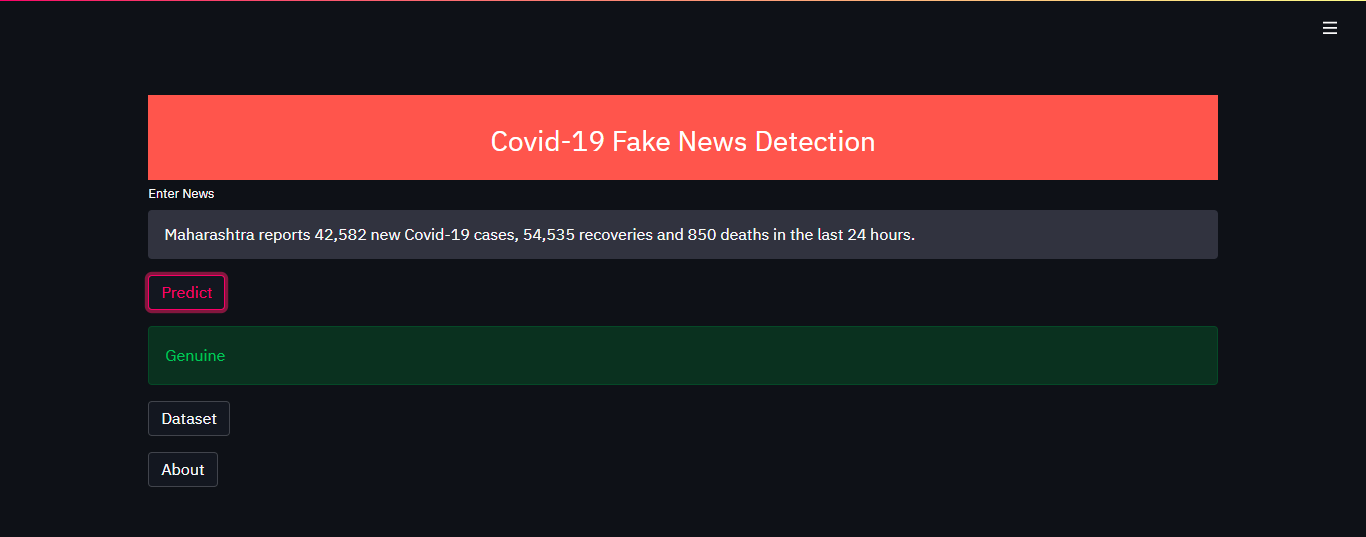 Covid-19 Fake News Detection
Enter News
Maharashtra reports 42,582 new Covid-19 cases, 54,535 recoveries and 850 deaths in the last 24 hours.
Predict
Genuine
Dataset
About